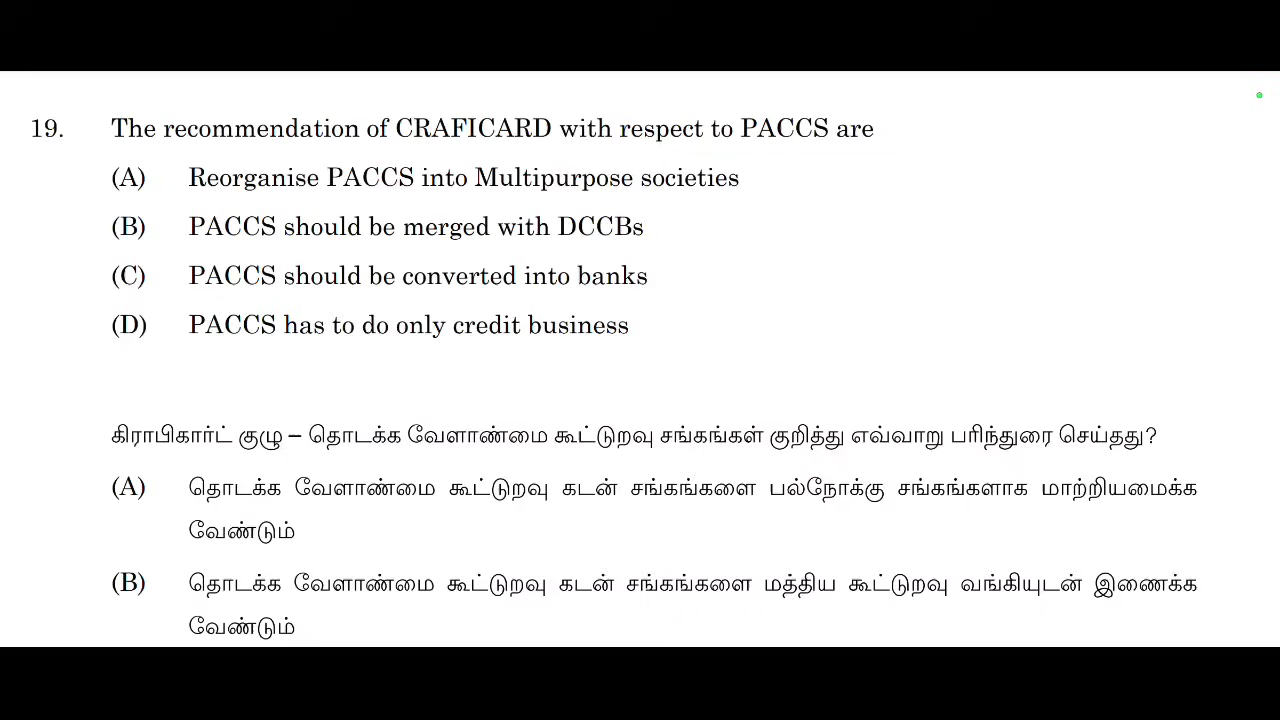 19. The recommendation of CRAFICARD with respect to PACCS are
(A) Reorganise PACCS into Multipurpose societies
(B) PACCS should be merged with DCCBs
(C) PACCS should be converted into banks
(D) PACCS has to do only credit business
கிராபிகார்ட் குழு – தொடக்க வேளாண்மை கூட்டுறவு சங்கங்கள் குறித்து எவ்வாறு பரிந்துரை செய்தது?
(A) தொடக்க வேளாண்மை கூட்டுறவு கடன் சங்கங்களை பல்நோக்கு சங்கங்களாக மாற்றியமைக்க
வேண்டும்
(B) தொடக்க வேளாண்மை கூட்டுறவு கடன் சங்கங்களை மத்திய கூட்டுறவு வங்கியுடன் இணைக்க
வேண்டும்